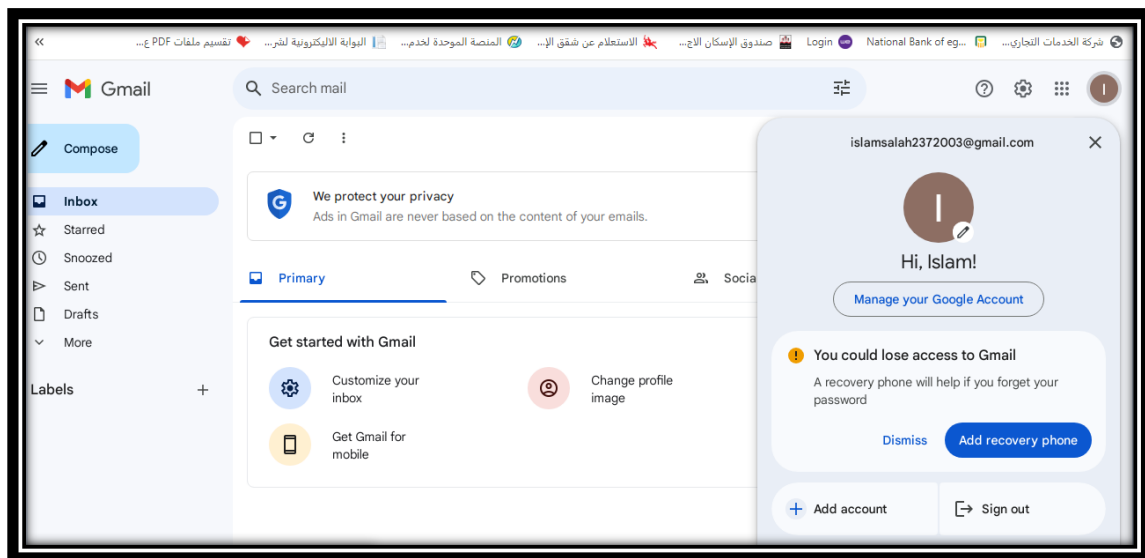 »
تقسيم ملفات PDF ع...
البوابة الاليكترونية لشر...
المنصة الموحدة لخدم...
الاستعلام عن شقق الإ...
صندوق الإسكان الاج...
Login
National Bank of eg...
شركة الخدمات التجاري...
Gmail
Search mail
I
Compose
Inbox
Starred
Snoozed
Sent
Drafts
More
Labels +
We protect your privacy
Ads in Gmail are never based on the content of your emails.
Primary
Promotions
Socia
Get started with Gmail
Customize your
inbox
Change profile
image
Get Gmail for
mobile
islamsalah2372003@gmail.com
I
Hi, Islam!
Manage your Google Account
You could lose access to Gmail
A recovery phone will help if you forget your
password
Dismiss
Add recovery phone
+ Add account
Sign out